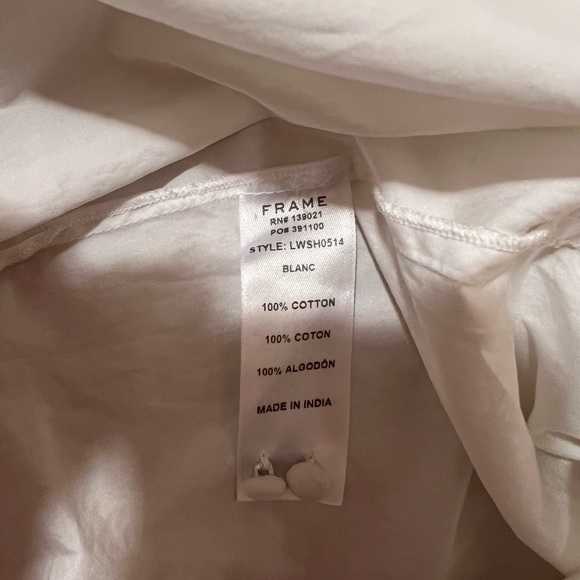 FRAME
RN# 139021
PO# 391100
STYLE: LWSH0514
BLANC
100% COTTON
100% COTON
100% ALGODÓN
MADE IN INDIA